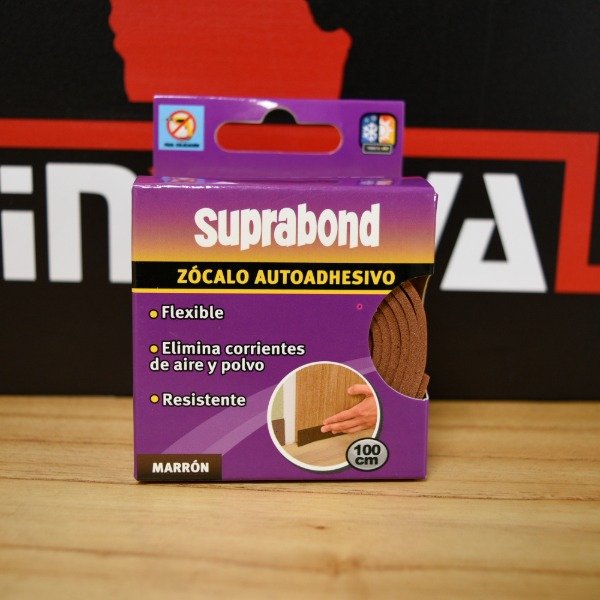 suprabond
ZÓCALO AUTOADHESIVO
Flexible
Elimina corrientes
de aire y polvo
Resistente
100
cm
MARRÓN